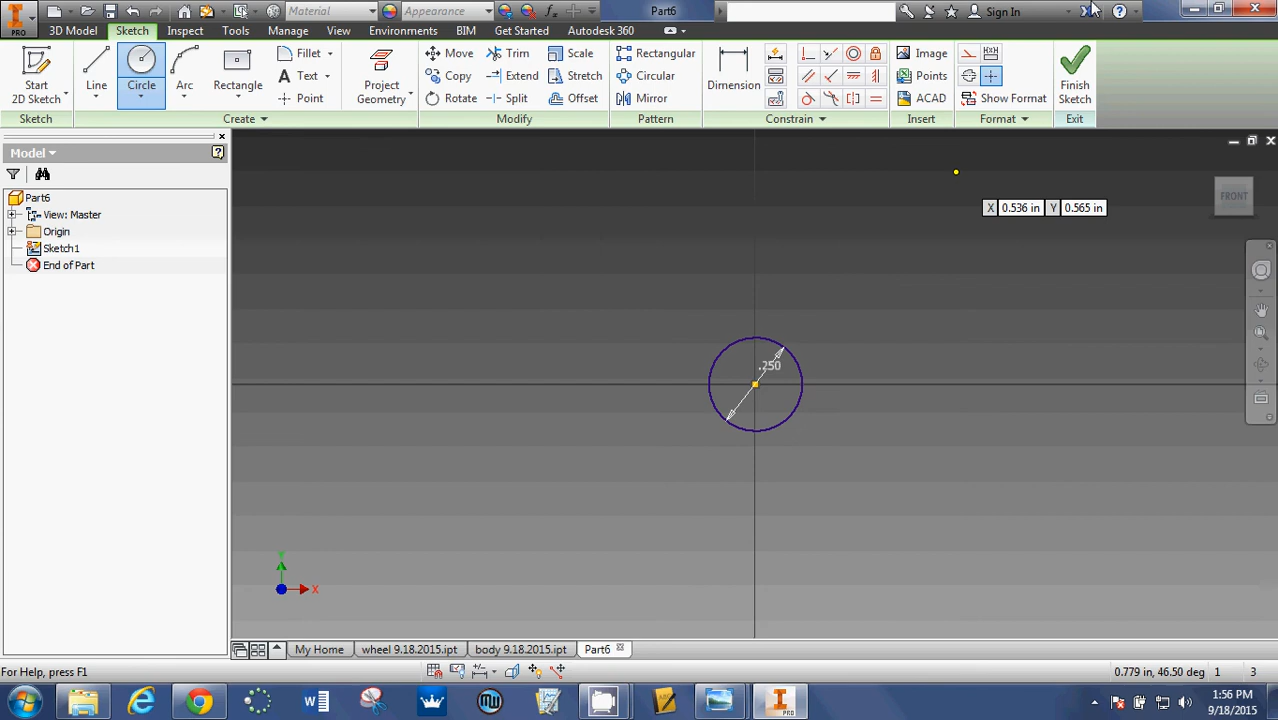 Material
Appearance
Part6
Sign In
PRO
3D Model
Sketch
Inspect
Tools
Manage
View
Environments
BIM
Get Started
Autodesk 360
Start
2D Sketch
Line
Circle
Arc
Rectangle
Fillet
Text
Point
Project
Geometry
Move
Copy
Rotate
Trim
Extend
Split
Scale
Stretch
Offset
Rectangular
Circular
Mirror
Dimension
Image
Points
ACAD
Show Format
Finish
Sketch
Sketch
Create
Modify
Pattern
Constrain
Insert
Format
Exit
Model
Part6
View: Master
Origin
Sketch1
End of Part
X 0.536 in Y 0.565 in
FRONT
.250
Y
X
My Home
wheel 9.18.2015.ipt
body 9.18.2015.ipt
Part6
For Help, press F1
0.779 in, 46.50 deg 1 3
1:56 PM
9/18/2015
PRO